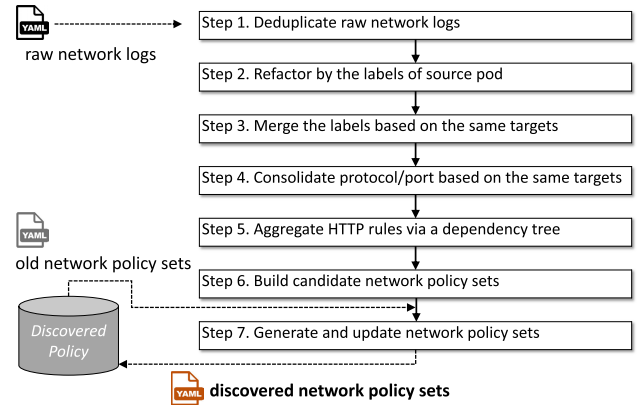 YAML
raw network logs
Step 1. Deduplicate raw network logs
Step 2. Refactor by the labels of source pod
Step 3. Merge the labels based on the same targets
Step 4. Consolidate protocol/port based on the same targets
Step 5. Aggregate HTTP rules via a dependency tree
YAML
old network policy sets
Step 6. Build candidate network policy sets
Discovered
Policy
Step 7. Generate and update network policy sets
YAML
discovered network policy sets